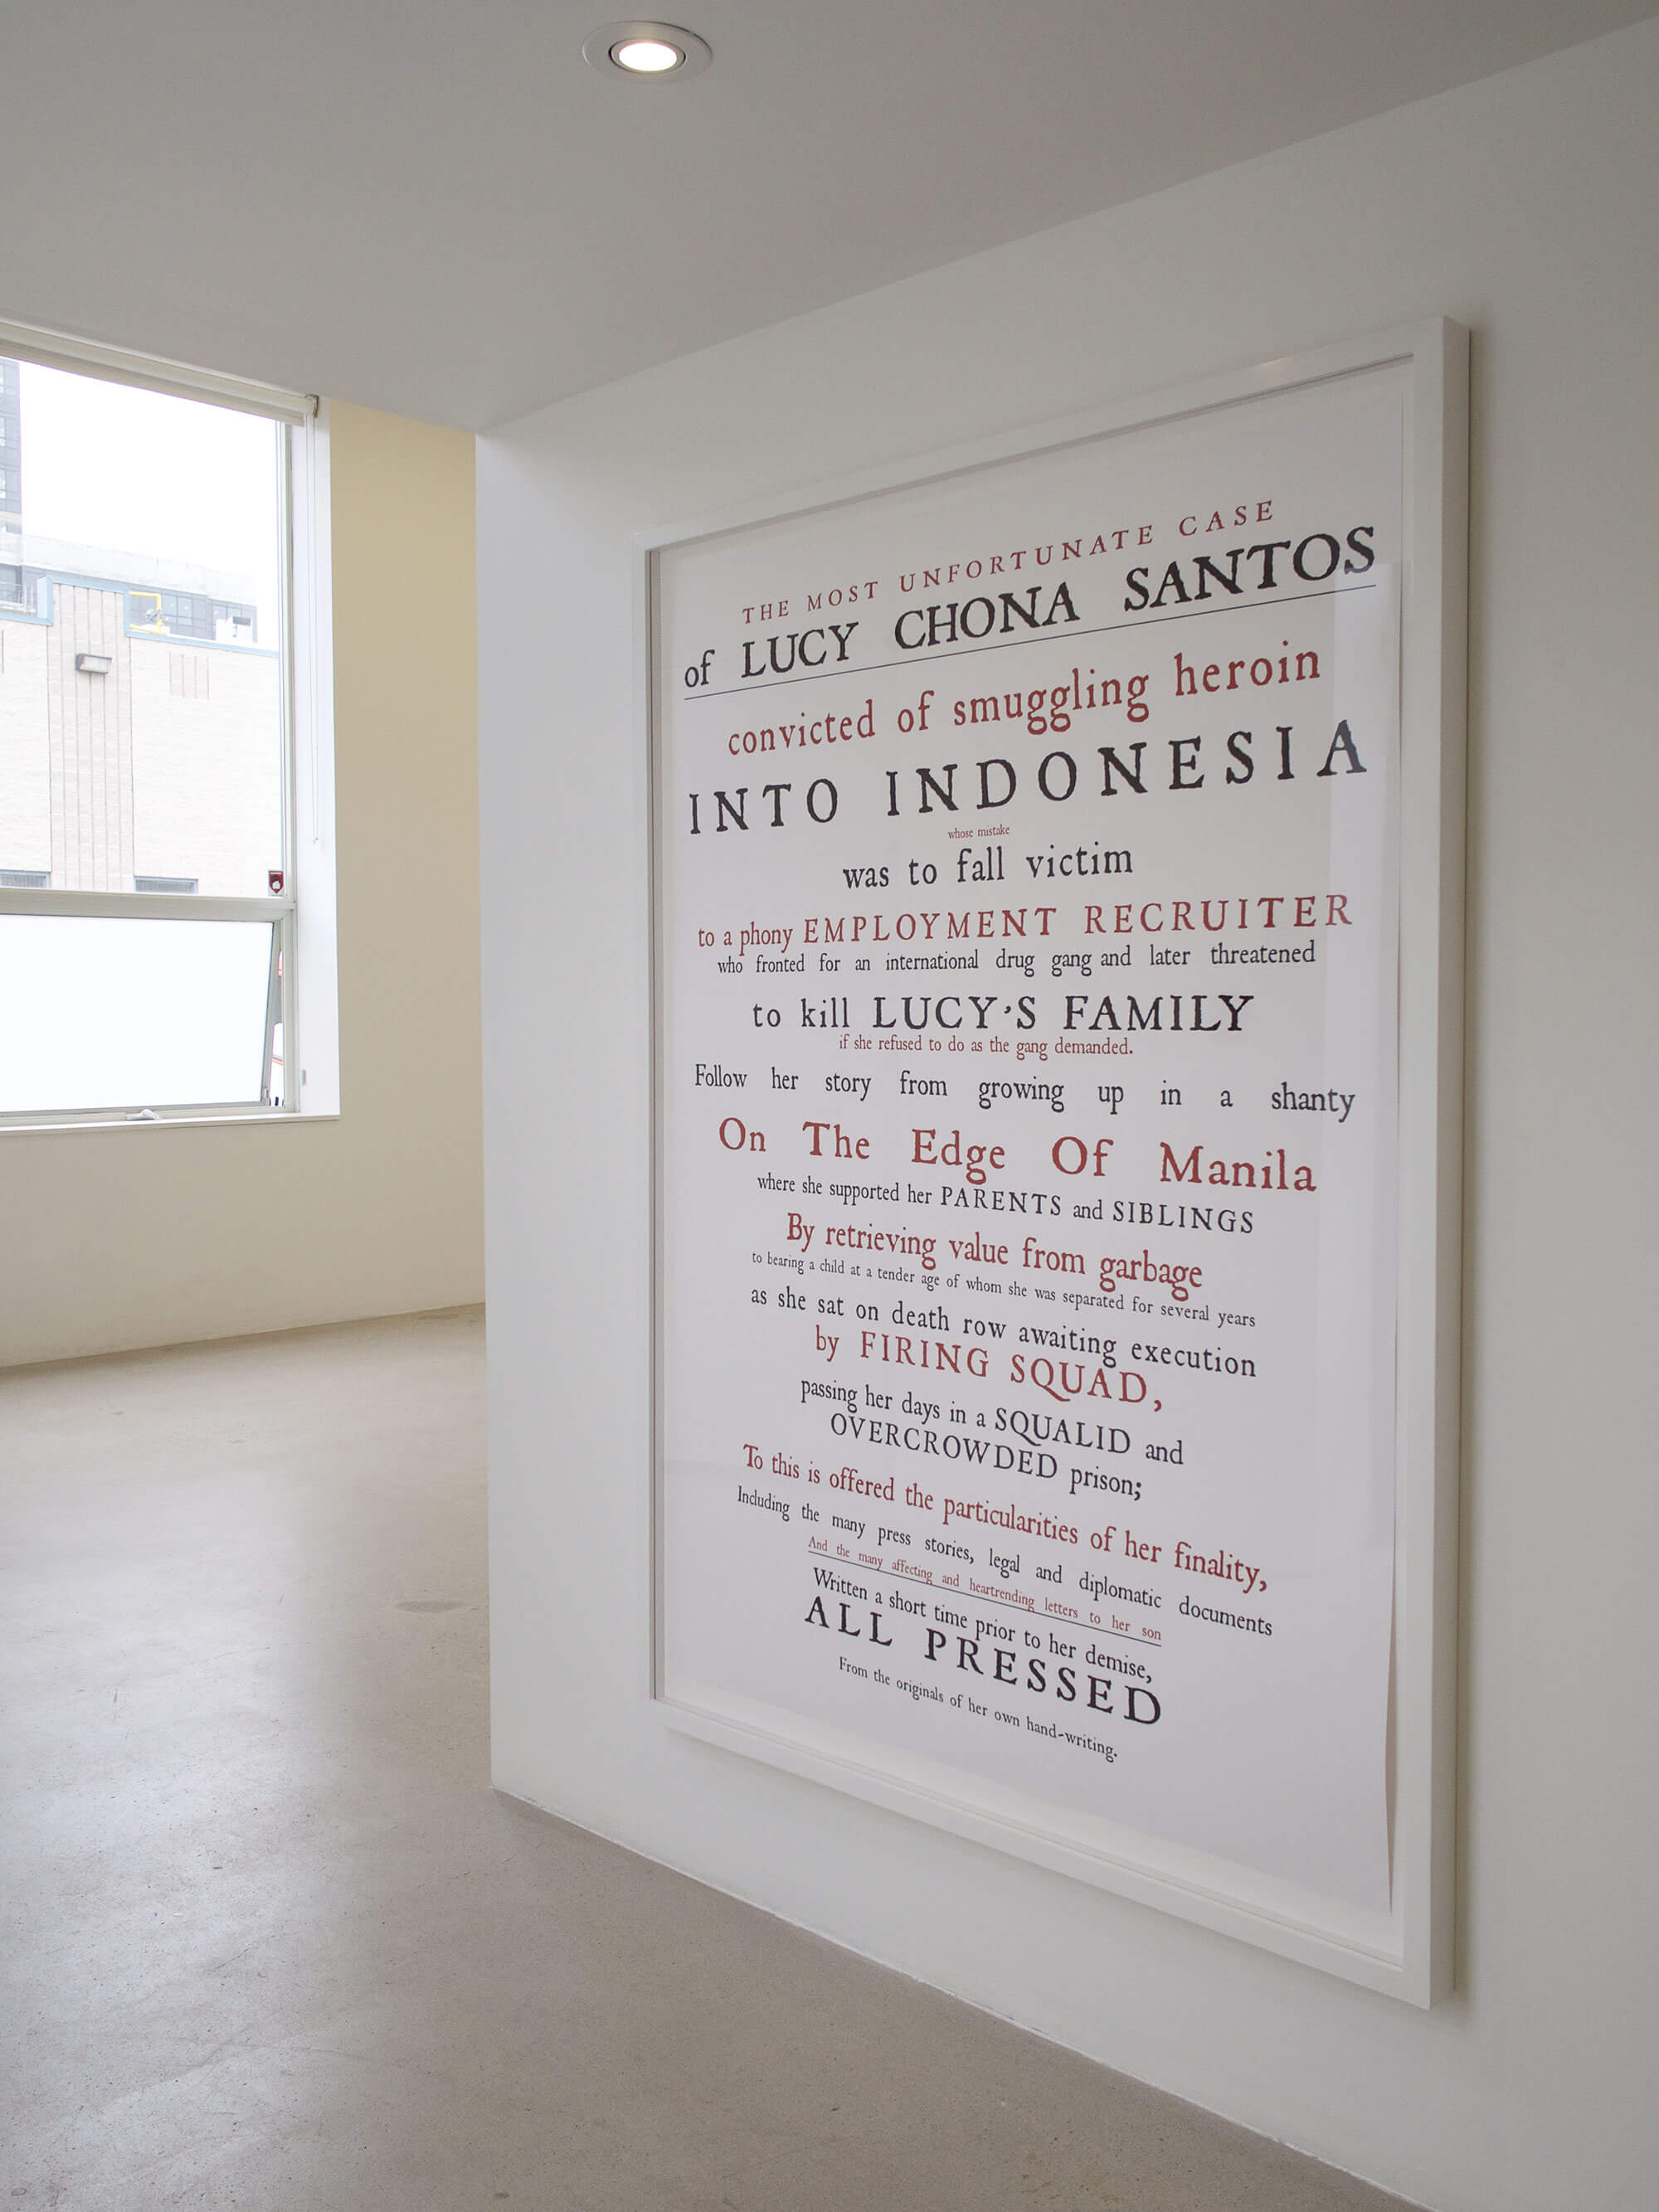 THE MOST UNFORTUNATE CASE
of LUCY CHONA SANTOS
convicted of smuggling heroin
INTO INDONESIA
whose mistake
was to fall victim
to a phony EMPLOYMENT RECRUITER
who fronted for an international drug gang and later threatened
to kill LUCY'S FAMILY
if she refused to do as the gang demanded.
Follow her story from growing up in a shanty
On The Edge Of Manila
where she supported her PARENTS and SIBLINGS
By retrieving value from garbage
to bearing a child at a tender age of whom she was separated for several years
as she sat on death row awaiting execution
by FIRING SQUAD,
passing her days in a SQUALID and
OVERCROWDED prison;
To this is offered the particularities of her finality,
Including the many press stories, legal and diplomatic documents
And the many affecting and heartrending letters to her son
Written a short time prior to her demise,
ALL PRESSED
From the originals of her own hand-writing.